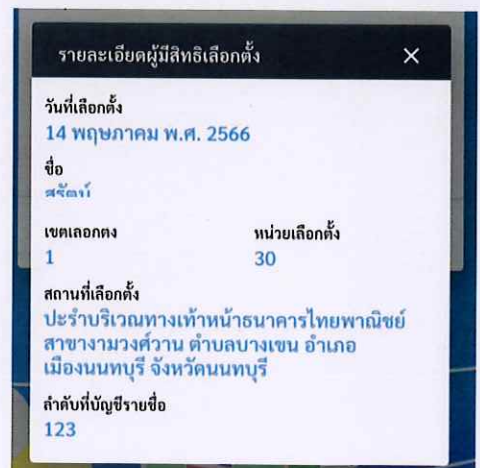 รายละเอียดผู้มีสิทธิเลือกตั้ง ×
วันที่เลือกตั้ง
14 พฤษภาคม พ.ศ. 2566
ชื่อ
สุรัตน์
เขตเลือกตั้ง หน่วยเลือกตั้ง
1 30
สถานที่เลือกตั้ง
ปะรำบริเวณทางเท้าหน้าธนาคารไทยพาณิชย์
สาขางามวงศ์วาน ตำบลบางเขน อำเภอ
เมืองนนทบุรี จังหวัดนนทบุรี
ลำดับที่บัญชีรายชื่อ
123